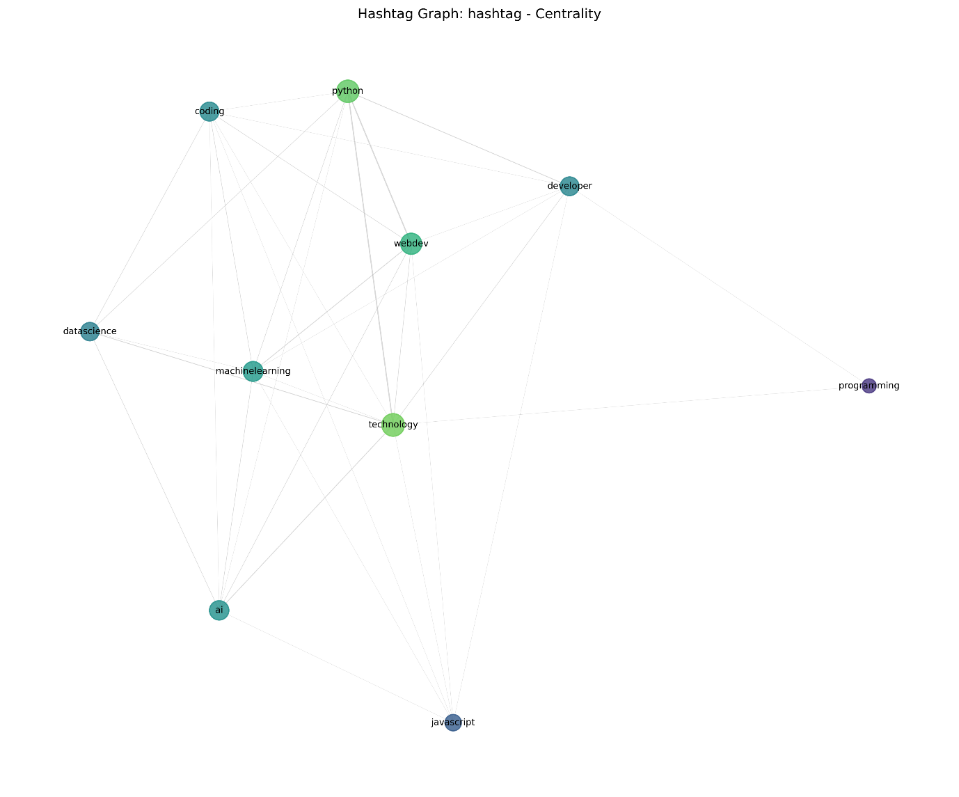 Hashtag Graph: hashtag - Centrality
python
coding
developer
webdev
datascience
machinelearning
programming
technology
ai
javascript